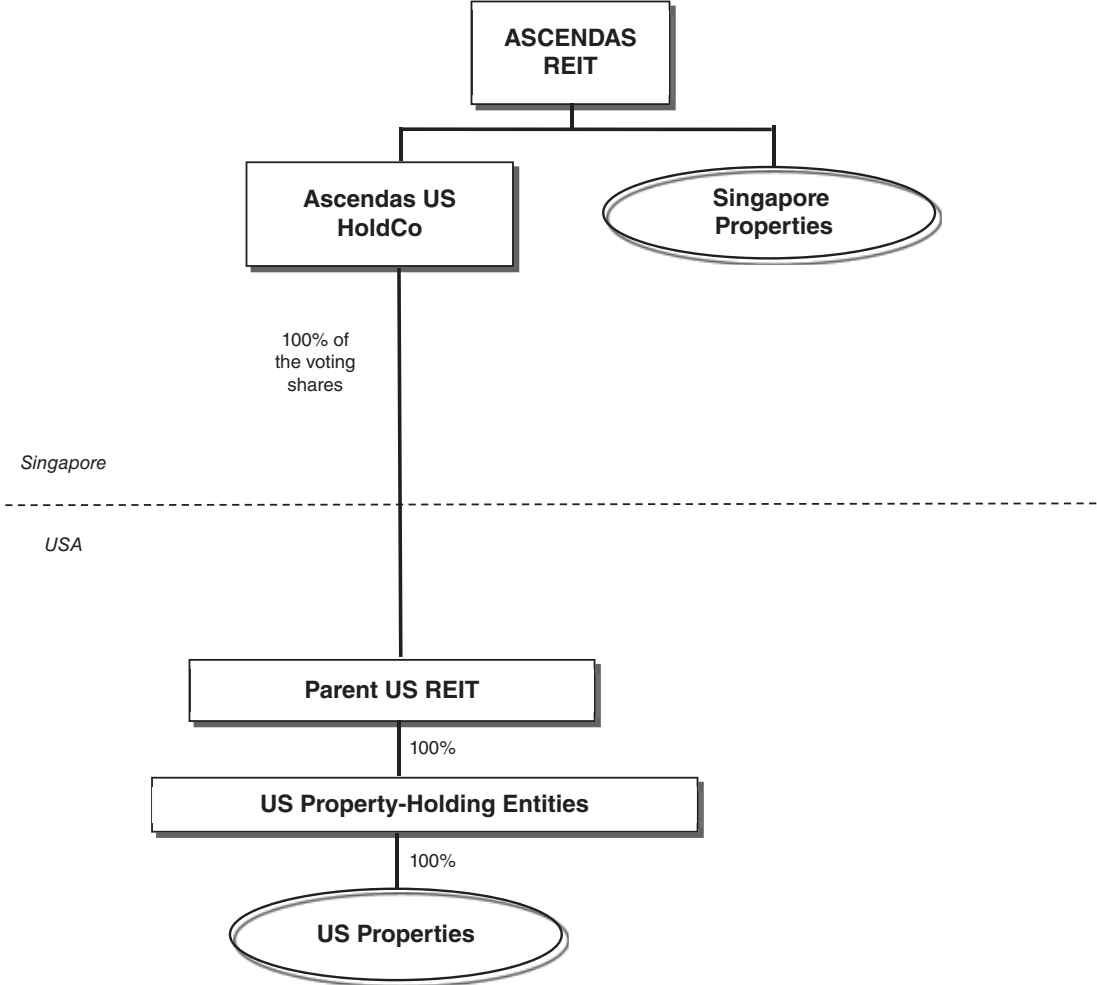 ASCENDAS
REIT
Ascendas US
HoldCo
Singapore
Properties
100% of
the voting
shares
Singapore
USA
Parent US REIT
100%
US Property-Holding Entities
100%
US Properties